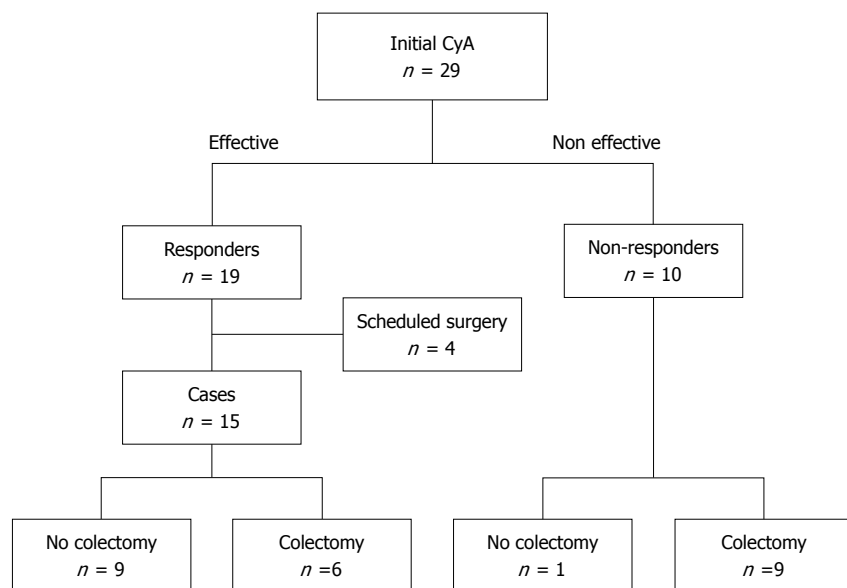 Initial CyA
n = 29
Effective
Non effective
Responders
n = 19
Non-responders
n = 10
Scheduled surgery
n = 4
Cases
n = 15
No colectomy
n = 9
Colectomy
n =6
No colectomy
n = 1
Colectomy
n =9